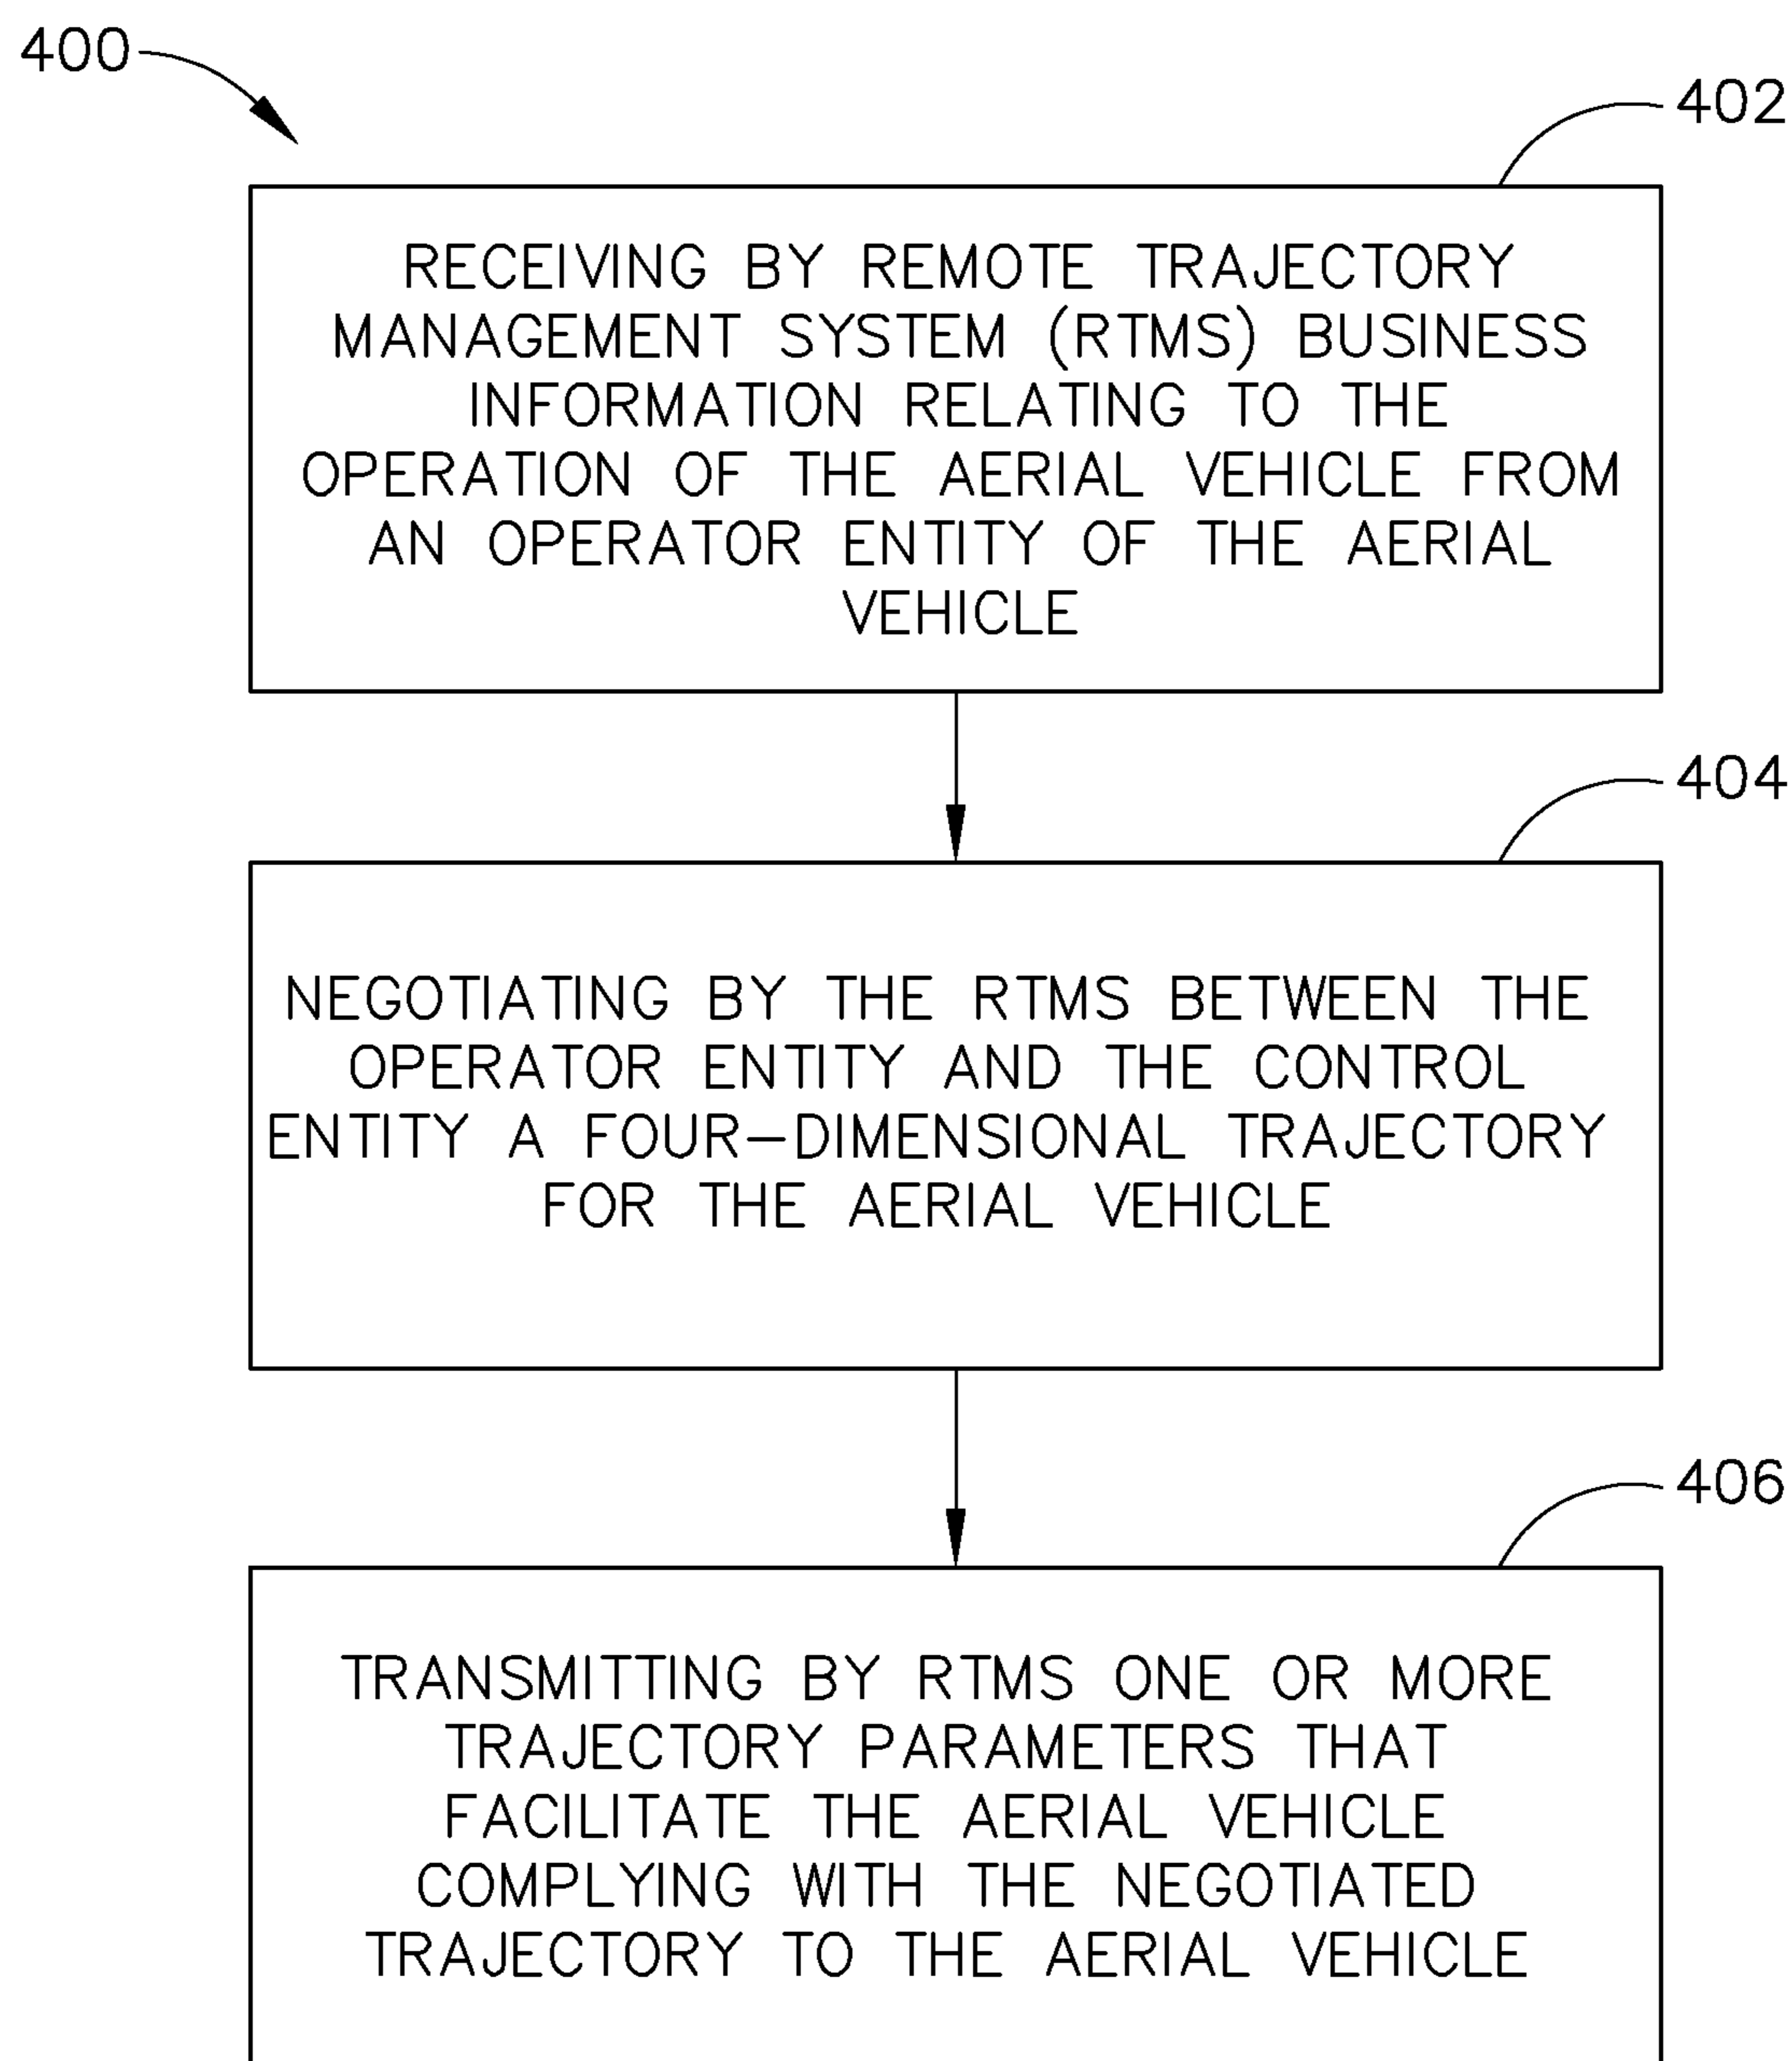 400
402
RECEIVING BY REMOTE TRAJECTORY
MANAGEMENT SYSTEM (RTMS) BUSINESS
INFORMATION RELATING TO THE
OPERATION OF THE AERIAL VEHICLE FROM
AN OPERATOR ENTITY OF THE AERIAL
VEHICLE
404
NEGOTIATING BY THE RTMS BETWEEN THE
OPERATOR ENTITY AND THE CONTROL
ENTITY A FOUR-DIMENSIONAL TRAJECTORY
FOR THE AERIAL VEHICLE
406
TRANSMITTING BY RTMS ONE OR MORE
TRAJECTORY PARAMETERS THAT
FACILITATE THE AERIAL VEHICLE
COMPLYING WITH THE NEGOTIATED
TRAJECTORY TO THE AERIAL VEHICLE